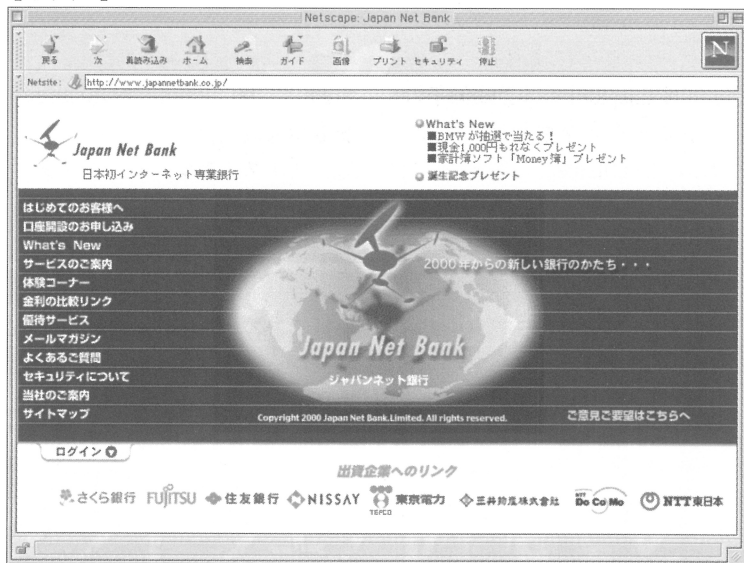 Netscape: Japan Net Bank
戻る 次 再読み込み ホーム 検索 ガイド 画像 プリント セキュリティ 停止
N
Netsite: http://www.japannetbank.co.jp/
Japan Net Bank
日本初インターネット専業銀行
What's New
■BMWが抽選で当たる！
■現金1,000円もれなくプレゼント
■家計簿ソフト「Money簿」プレゼント
誕生記念プレゼント
はじめてのお客様へ
口座開設のお申し込み
What's New
サービスのご案内
体験コーナー
金利の比較リンク
優待サービス
メールマガジン
よくあるご質問
セキュリティについて
当社のご案内
サイトマップ
2000年からの新しい銀行のかたち・・・
Japan Net Bank
ジャパンネット銀行
Copyright 2000 Japan Net Bank.Limited. All rights reserved.
ご意見ご要望はこちらへ
ログイン
出資企業へのリンク
さくら銀行 FUJITSU 住友銀行 NISSAY TEPCO 東京電力 三井物産株式会社 NTT DoCoMo NTT東日本